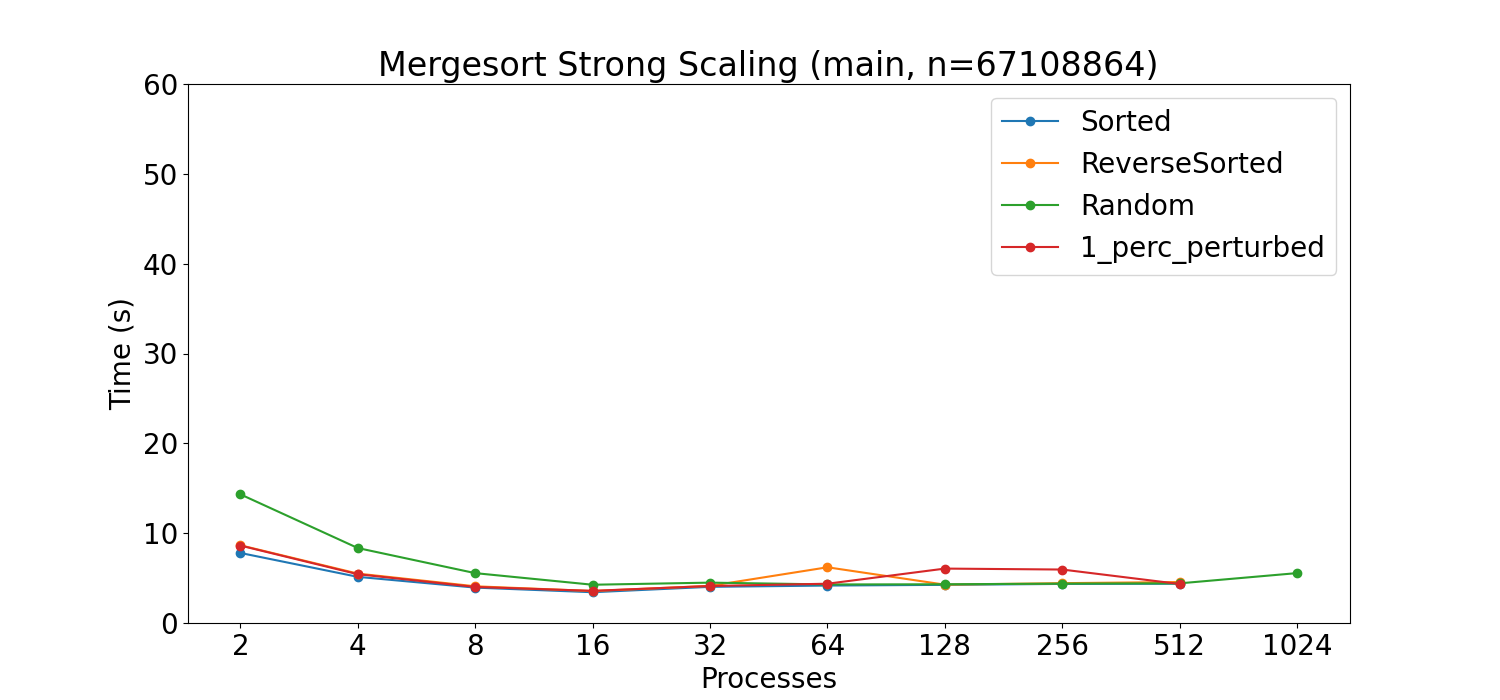 Mergesort Strong Scaling (main, n=67108864)
60
50
40
30
20
10
0
Time (s)
Sorted
ReverseSorted
Random
1_perc_perturbed
2 4 8 16 32 64 128 256 512 1024
Processes